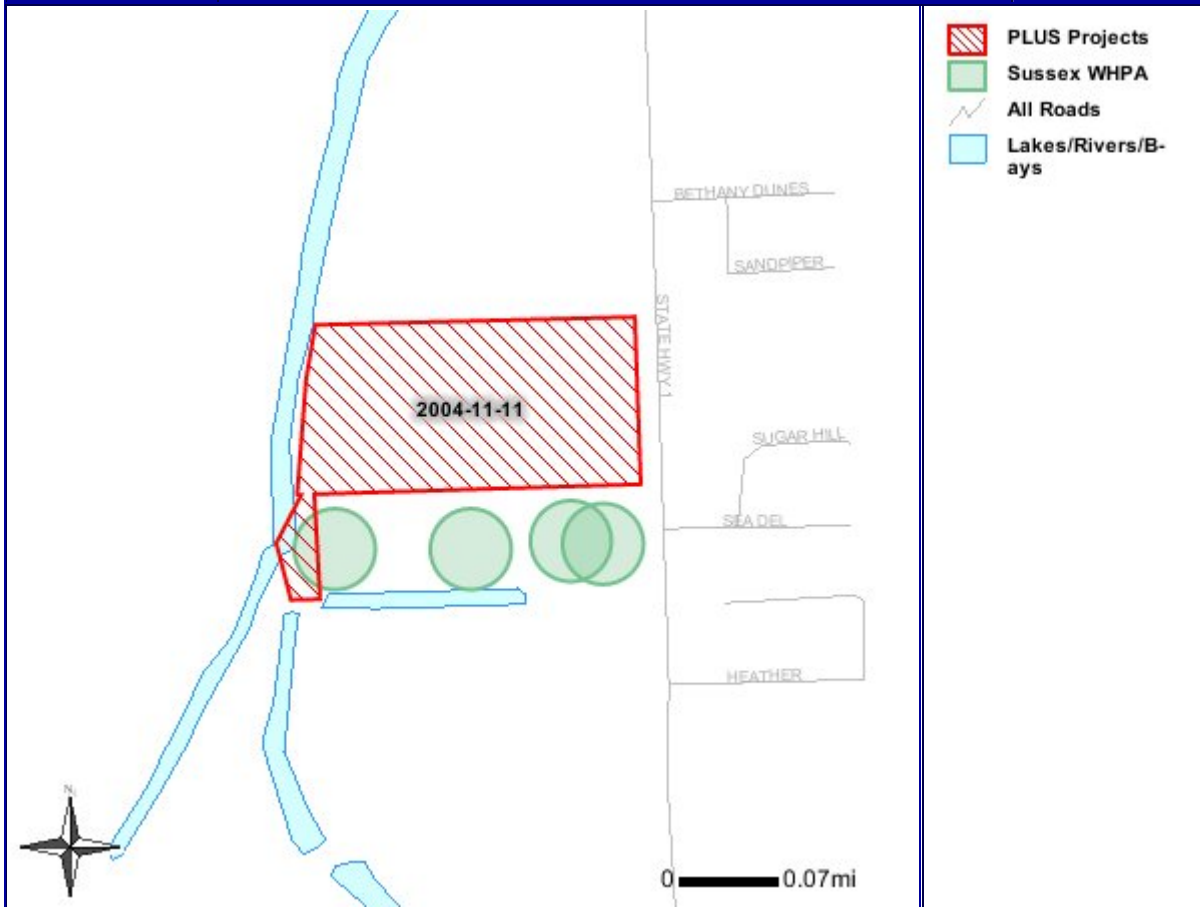 BETHANY DUNES
SANDPIPER
STATE HWY 1
2004-11-11
SUGAR HILL
SEA DEL
HEATHER
N
0 0.07mi
PLUS Projects
Sussex WHPA
All Roads
Lakes/Rivers/B-
ays